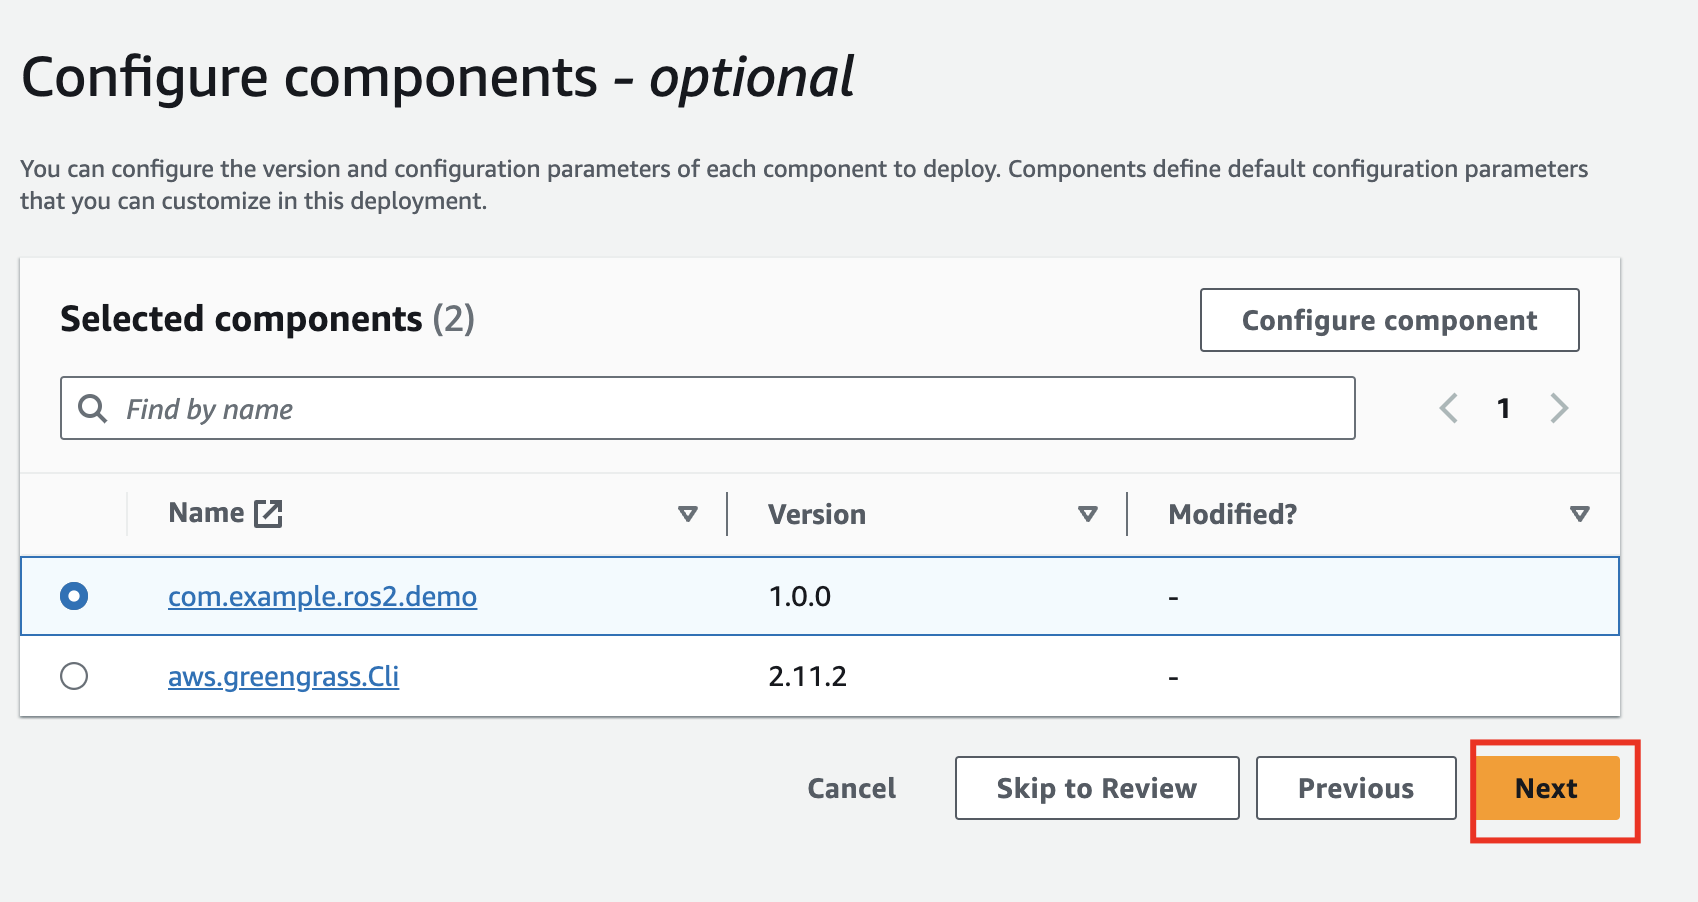 Configure components - optional
You can configure the version and configuration parameters of each component to deploy. Components define default configuration parameters
that you can customize in this deployment.
Selected components (2)
Configure component
Find by name
1
Name
Version
Modified?
com.example.ros2.demo
1.0.0
-
aws.greengrass.Cli
2.11.2
-
Cancel
Skip to Review
Previous
Next